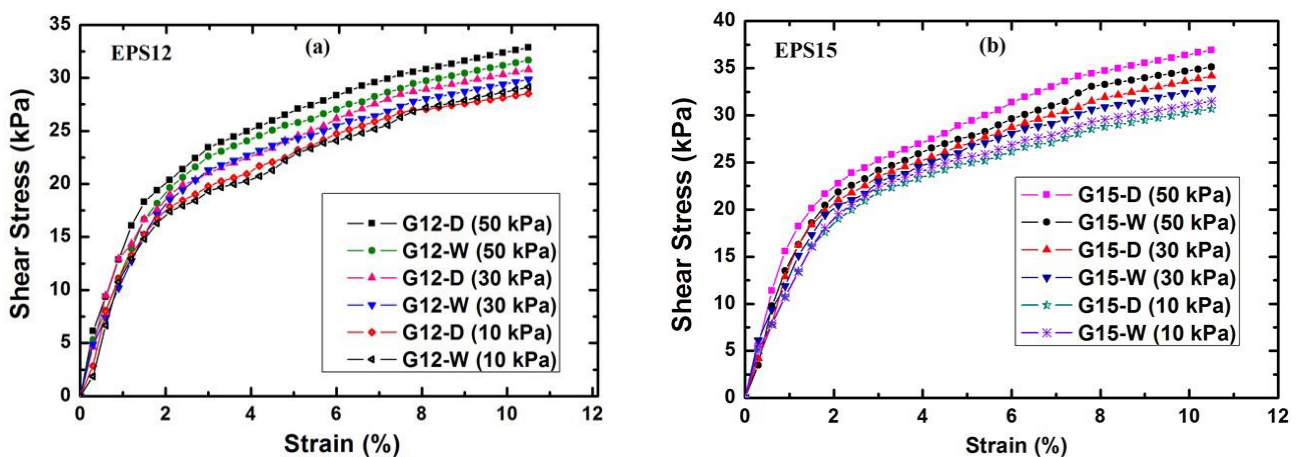 EPS12
(a)
Shear Stress (kPa)
35
30
25
20
15
10
5
0
G12-D (50 kPa)
G12-W (50 kPa)
G12-D (30 kPa)
G12-W (30 kPa)
G12-D (10 kPa)
G12-W (10 kPa)
0 2 4 6 8 10 12
Strain (%)
EPS15
(b)
Shear Stress (kPa)
40
35
30
25
20
15
10
5
0
G15-D (50 kPa)
G15-W (50 kPa)
G15-D (30 kPa)
G15-W (30 kPa)
G15-D (10 kPa)
G15-W (10 kPa)
0 2 4 6 8 10 12
Strain (%)